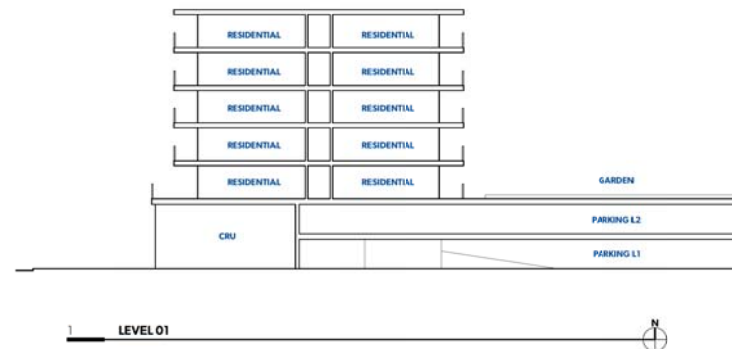 RESIDENTIAL RESIDENTIAL
RESIDENTIAL RESIDENTIAL
RESIDENTIAL RESIDENTIAL
RESIDENTIAL RESIDENTIAL
RESIDENTIAL RESIDENTIAL
GARDEN
PARKING L2
CRU
PARKING L1
N
1 LEVEL 01